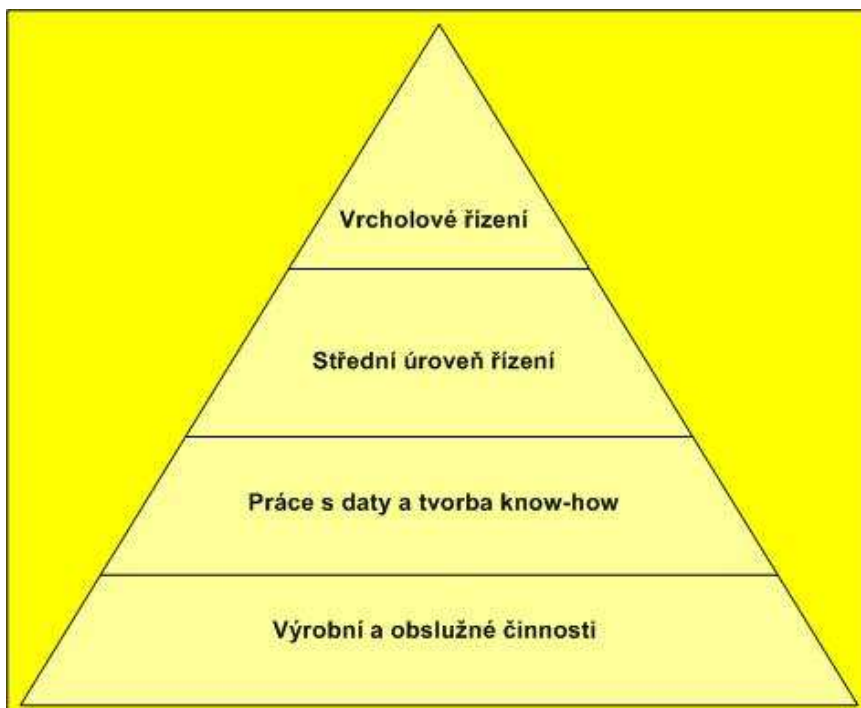 Vrcholové řízení
Střední úroveň řízení
Práce s daty a tvorba know-how
Výrobní a obslužné činnosti